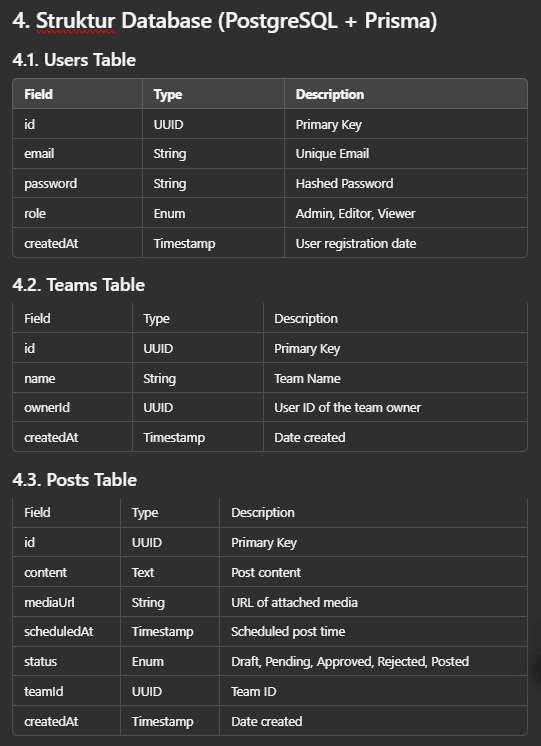 4. Struktur Database (PostgreSQL + Prisma)
4.1. Users Table
Field Type Description
id UUID Primary Key
email String Unique Email
password String Hashed Password
role Enum Admin, Editor, Viewer
createdAt Timestamp User registration date
4.2. Teams Table
Field Type Description
id UUID Primary Key
name String Team Name
ownerId UUID User ID of the team owner
createdAt Timestamp Date created
4.3. Posts Table
Field Type Description
id UUID Primary Key
content Text Post content
mediaUrl String URL of attached media
scheduledAt Timestamp Scheduled post time
status Enum Draft, Pending, Approved, Rejected, Posted
teamId UUID Team ID
createdAt Timestamp Date created